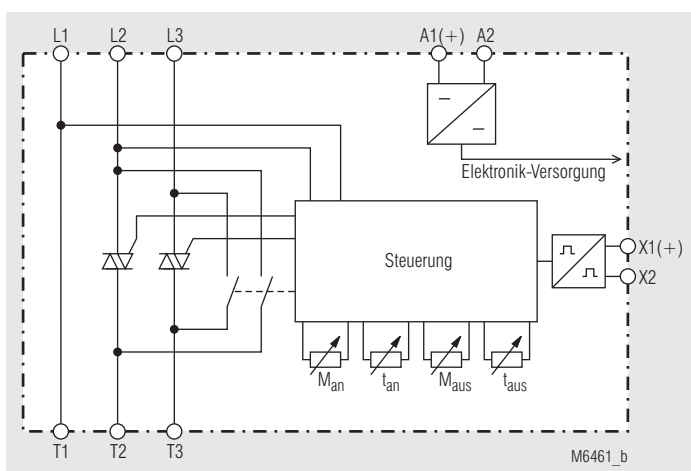 L1 L2 L3 A1(+) A2
Elektronik-Versorgung
Steuerung
X1(+)
X2
Man tan Maus taus
T1 T2 T3
M6461_b